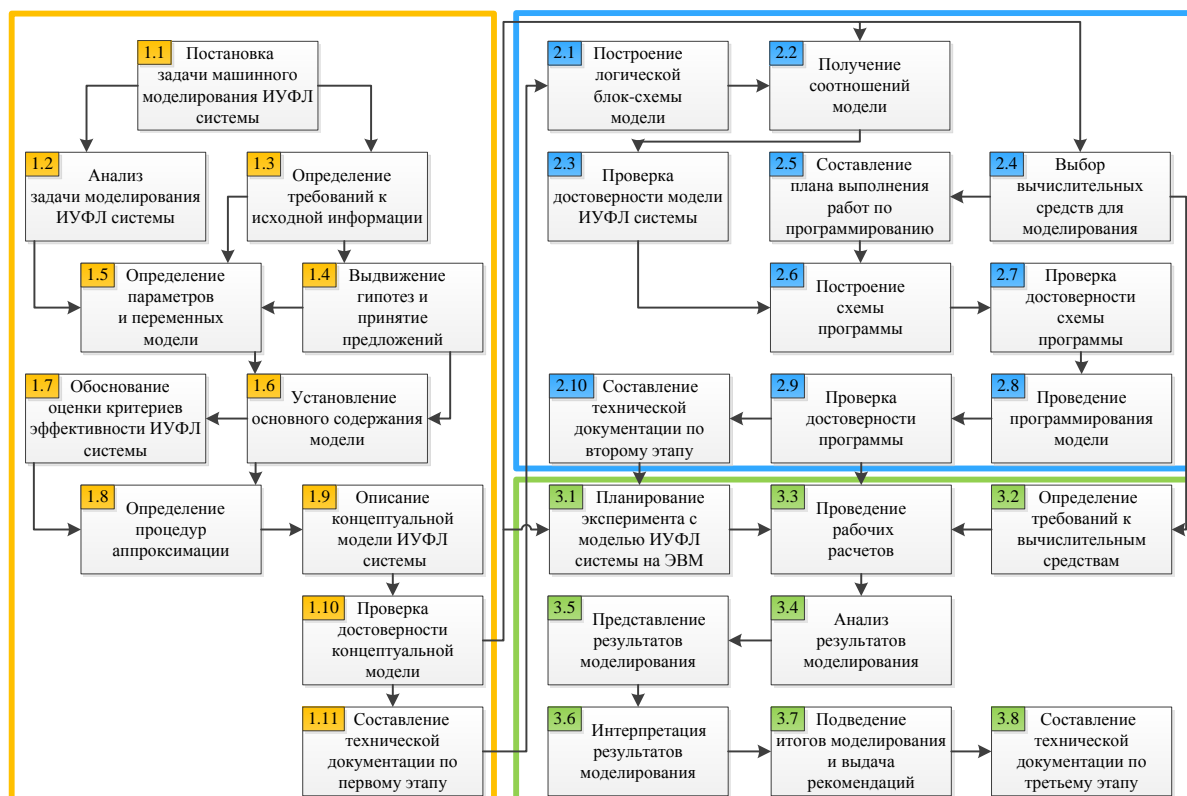 1.1 Постановка
задачи машинного
моделирования ИУФЛ
системы
1.2
Анализ
задачи моделирования
ИУФЛ системы
1.3
Определение
требований к
исходной информации
1.5 Определение
параметров
и переменных
модели
1.4 Выдвижение
гипотез и
принятие
предложений
1.7 Обоснование
оценки критериев
эффективности ИУФЛ
системы
1.6
Установление
основного содержания
модели
1.8
Определение
процедур
аппроксимации
1.9 Описание
концептуальной
модели ИУФЛ
системы
1.10 Проверка
достоверности
концептуальной
модели
1.11 Составление
технической
документации по
первому этапу
2.1 Построение
логической
блок-схемы
модели
2.2
Получение
соотношений
модели
2.3
Проверка
достоверности модели
ИУФЛ системы
2.5 Составление
плана выполнения
работ по
программированию
2.4 Выбор
вычислительных
средств для
моделирования
2.6
Построение
схемы
программы
2.7 Проверка
достоверности
схемы
программы
2.10 Составление
технической
документации по
второму этапу
2.9
Проверка
достоверности
программы
2.8
Проведение
программирования
модели
3.1 Планирование
эксперимента с
моделью ИУФЛ
системы на ЭВМ
3.3
Проведение
рабочих
расчетов
3.2 Определение
требований к
вычислительным
средствам
3.5
Представление
результатов
моделирования
3.4
Анализ
результатов
моделирования
3.6
Интерпретация
результатов
моделирования
3.7 Подведение
итогов моделирования
и выдача
рекомендаций
3.8 Составление
технической
документации по
третьему этапу